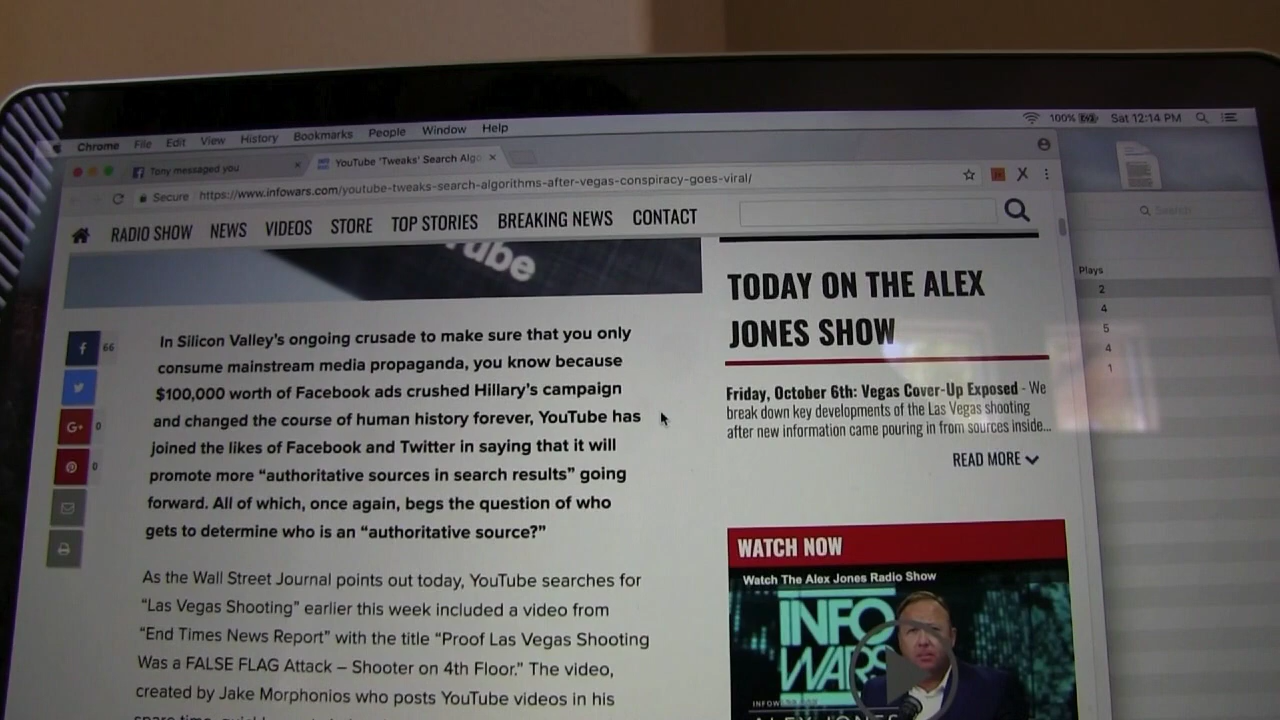 Chrome File Edit View History Bookmarks People Window Help
100% Sat 12:14 PM
Tony messaged you
YouTube 'Tweaks' Search Algo
Secure https://www.infowars.com/youtube-tweaks-search-algorithms-after-vegas-conspiracy-goes-viral/
Search
RADIO SHOW NEWS VIDEOS STORE TOP STORIES BREAKING NEWS CONTACT
ube
In Silicon Valley's ongoing crusade to make sure that you only
consume mainstream media propaganda, you know because
$100,000 worth of Facebook ads crushed Hillary's campaign
and changed the course of human history forever, YouTube has
joined the likes of Facebook and Twitter in saying that it will
promote more “authoritative sources in search results” going
forward. All of which, once again, begs the question of who
gets to determine who is an “authoritative source?”
As the Wall Street Journal points out today, YouTube searches for
“Las Vegas Shooting” earlier this week included a video from
“End Times News Report” with the title “Proof Las Vegas Shooting
Was a FALSE FLAG Attack – Shooter on 4th Floor.” The video,
created by Jake Morphonios who posts YouTube videos in his
66
G+ 0
0
TODAY ON THE ALEX
JONES SHOW
Friday, October 6th: Vegas Cover-Up Exposed - We
break down key developments of the Las Vegas shooting
after new information came pouring in from sources inside...
READ MORE
WATCH NOW
Watch The Alex Jones Radio Show
INFO
WARS
ALEX JONES
Plays
2
4
5
4
1